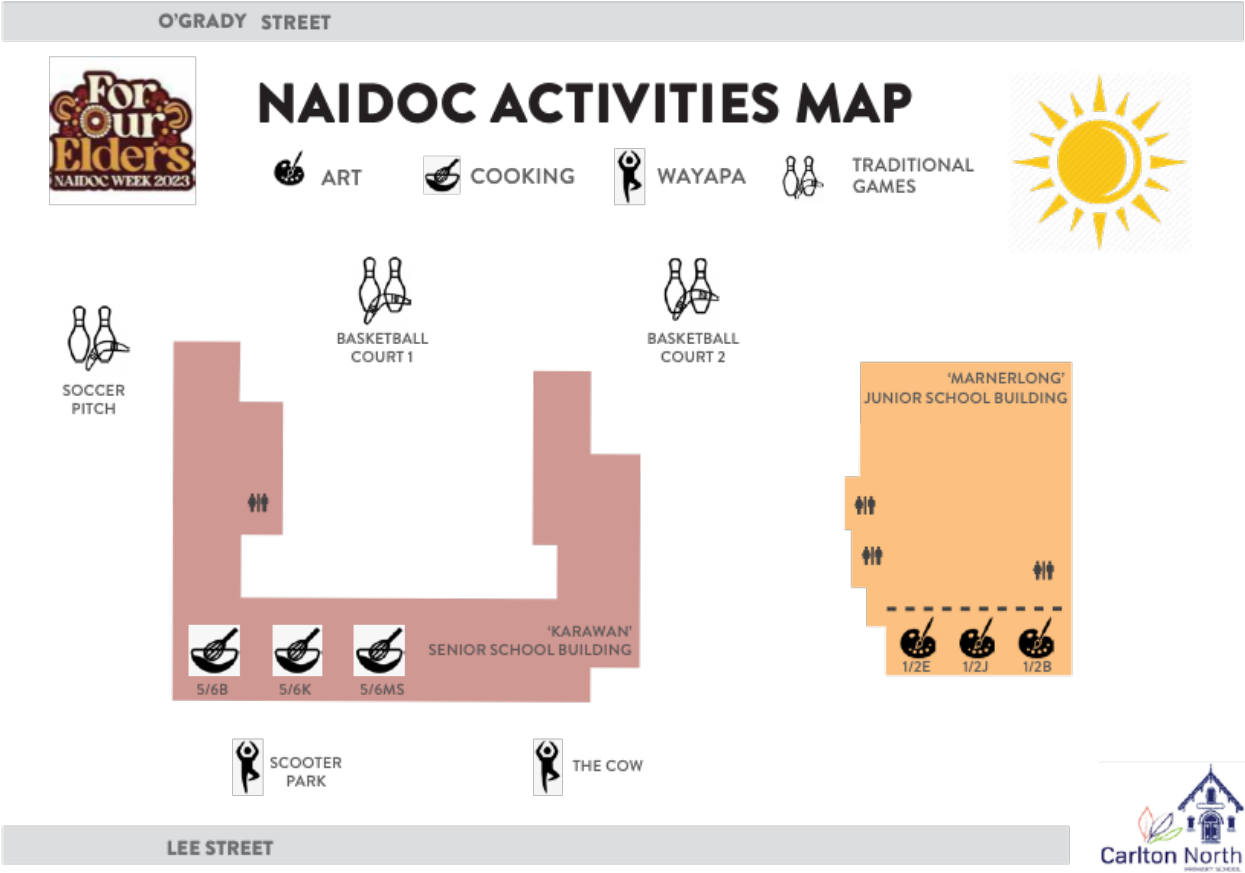 O'GRADY STREET
For
Our
Elders
NAIDOC WEEK 2023
NAIDOC ACTIVITIES MAP
ART
COOKING
WAYAPA
TRADITIONAL
GAMES
BASKETBALL
COURT 1
BASKETBALL
COURT 2
SOCCER
PITCH
'MARNERLONG'
JUNIOR SCHOOL BUILDING
'KARAWAN'
SENIOR SCHOOL BUILDING
5/6B
5/6K
5/6MS
1/2E
1/2J
1/2B
SCOOTER
PARK
THE COW
LEE STREET
Carlton North
PRIMARY SCHOOL